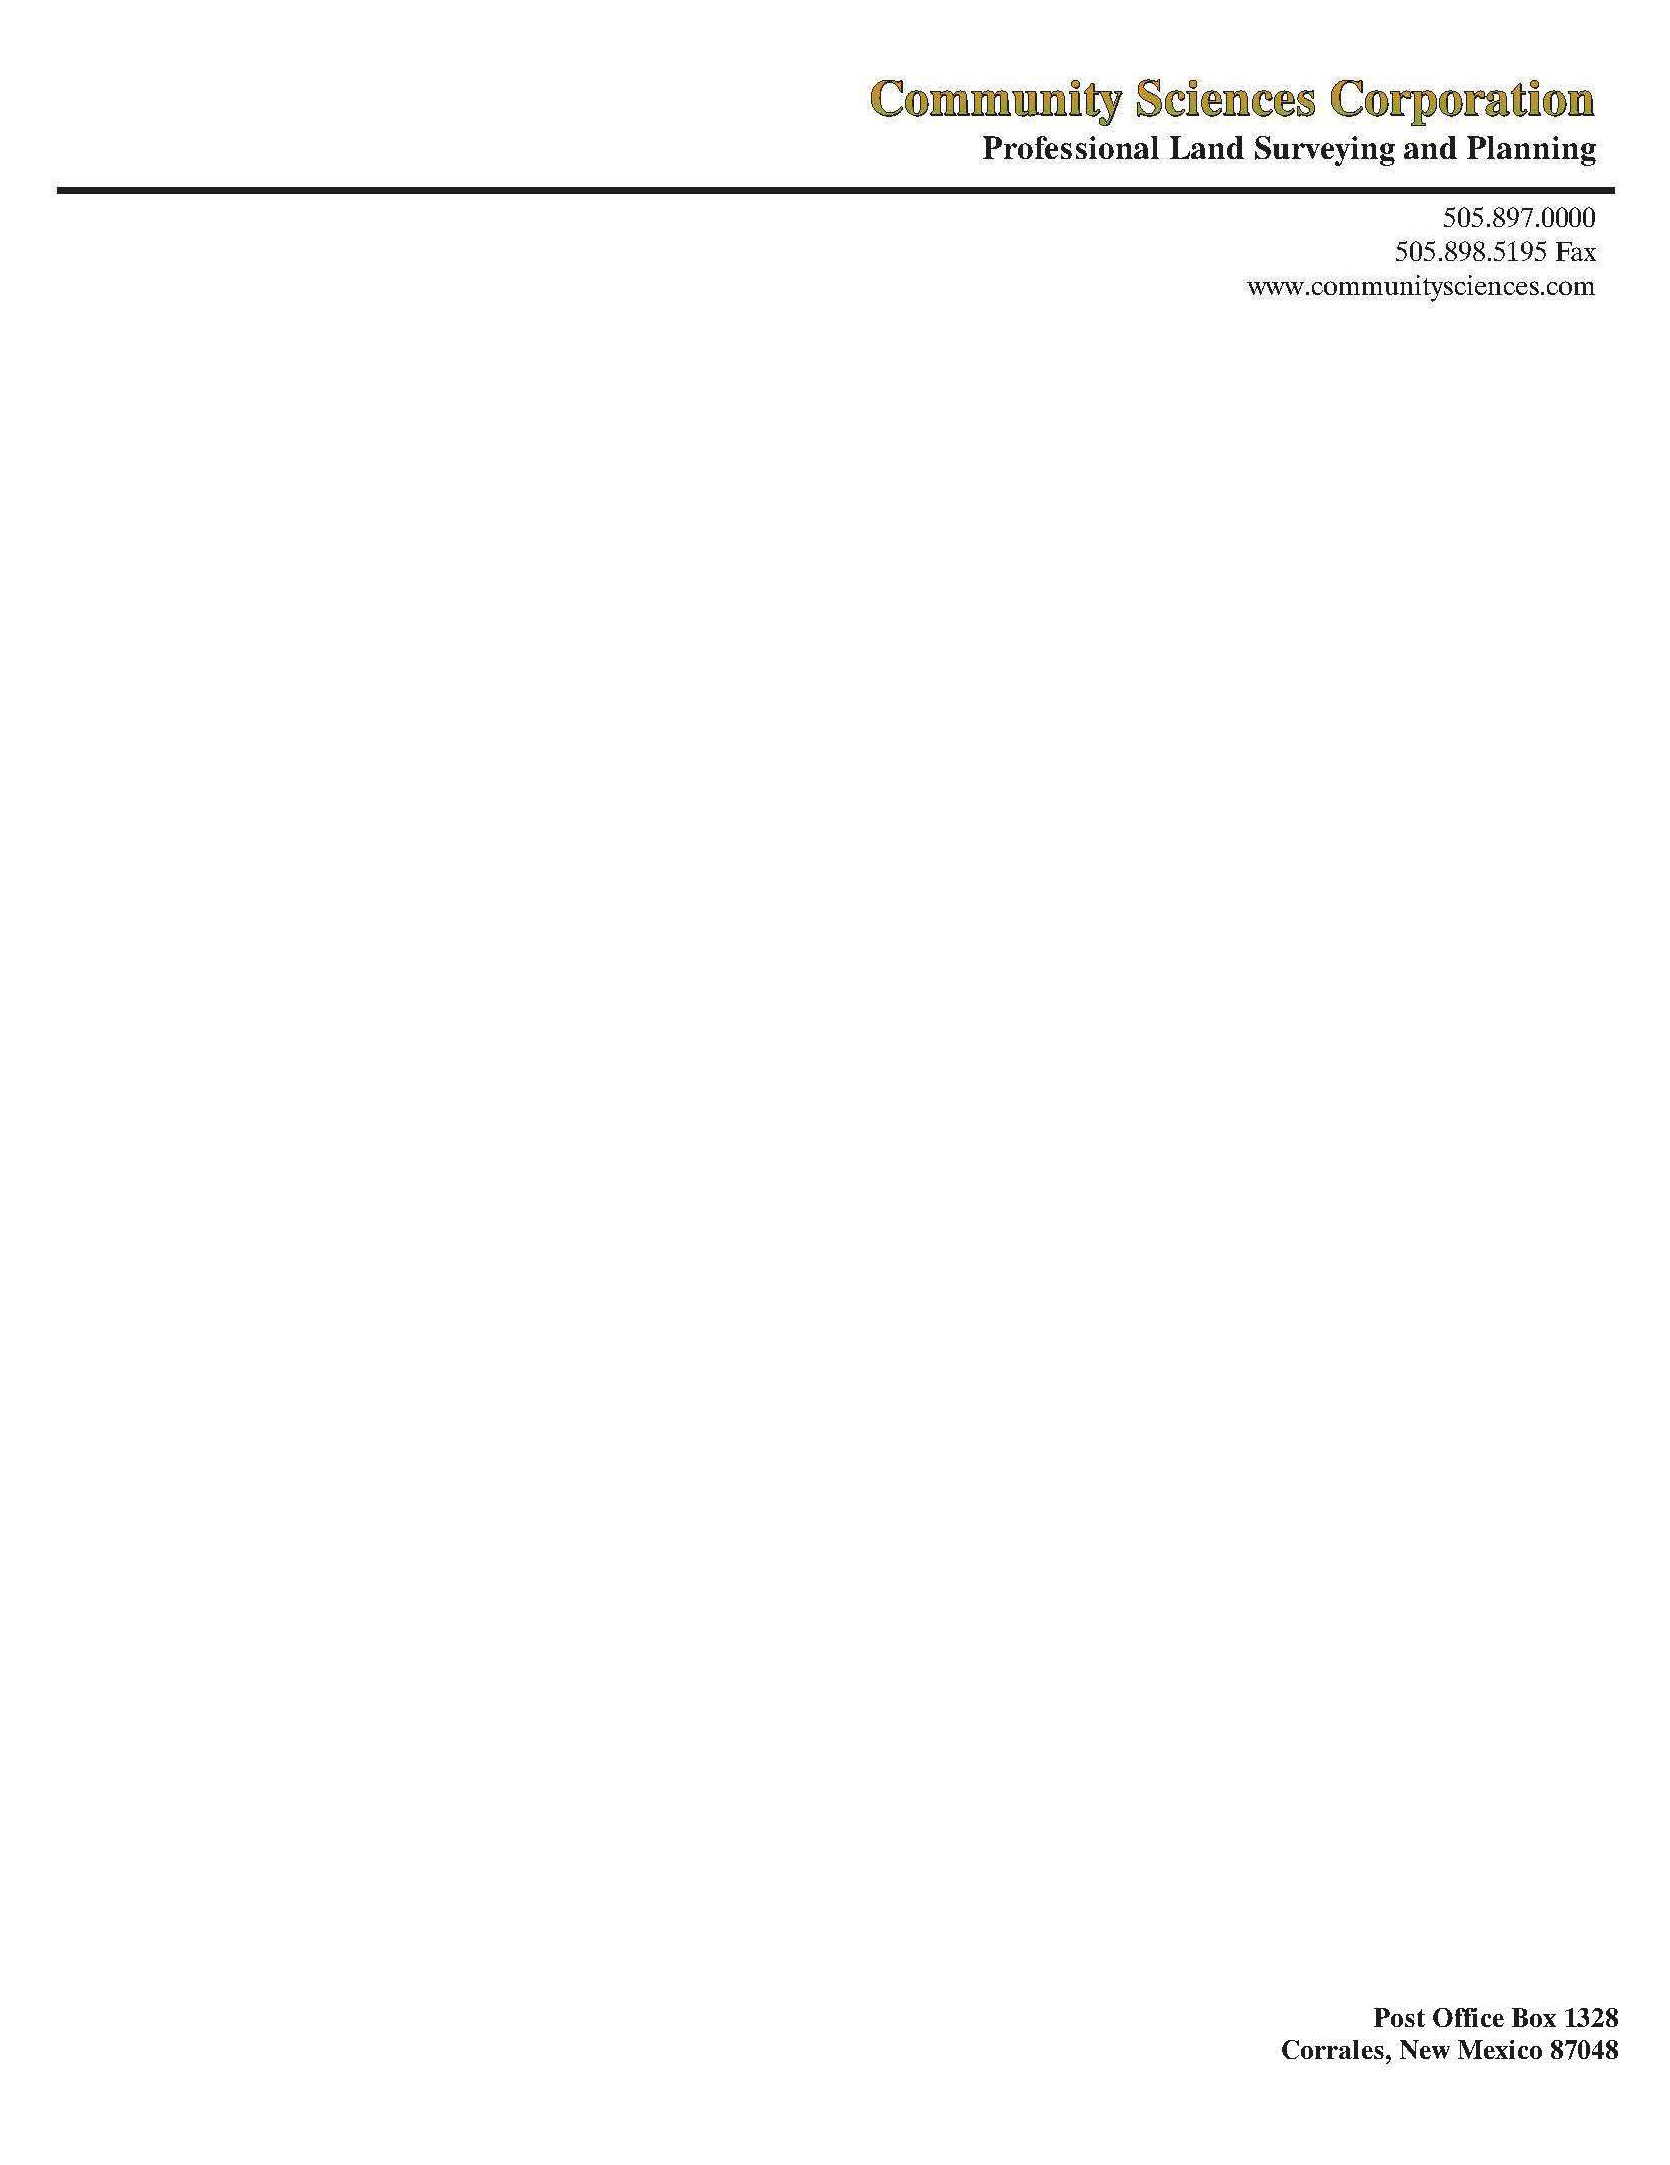 Community Sciences Corporation
Professional Land Surveying and Planning
505.897.0000
505.898.5195 Fax
www.communitysciences.com
Post Office Box 1328
Corrales, New Mexico 87048